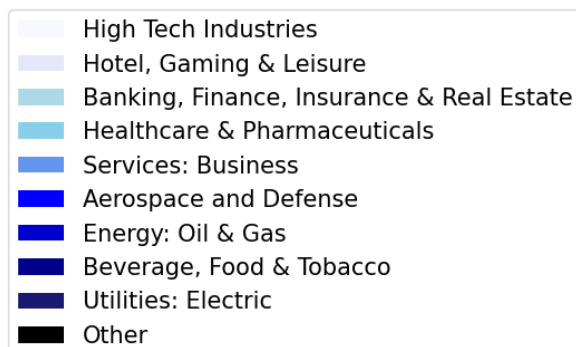 High Tech Industries
Hotel, Gaming & Leisure
Banking, Finance, Insurance & Real Estate
Healthcare & Pharmaceuticals
Services: Business
Aerospace and Defense
Energy: Oil & Gas
Beverage, Food & Tobacco
Utilities: Electric
Other